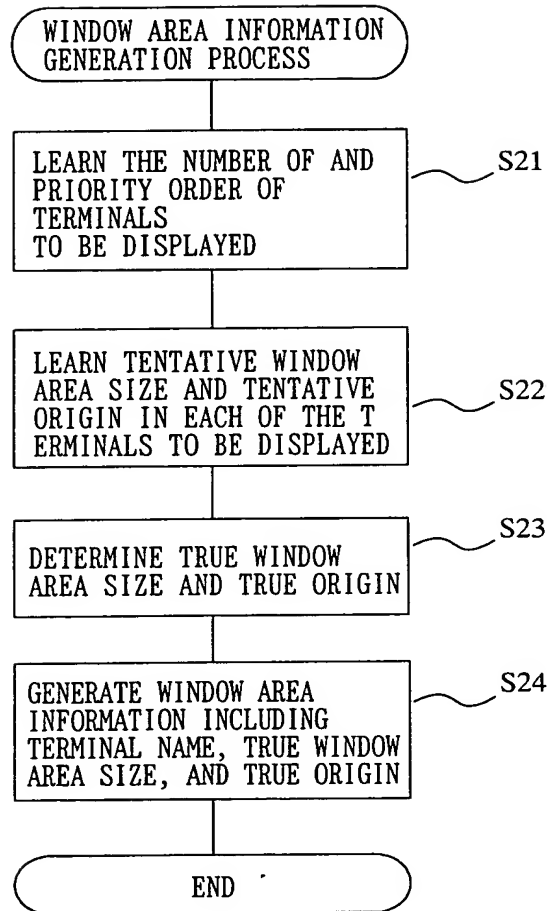 WINDOW AREA INFORMATION
GENERATION PROCESS
LEARN THE NUMBER OF AND
PRIORITY ORDER OF
TERMINALS
TO BE DISPLAYED
S21
LEARN TENTATIVE WINDOW
AREA SIZE AND TENTATIVE
ORIGIN IN EACH OF THE T
ERMINALS TO BE DISPLAYED
S22
DETERMINE TRUE WINDOW
AREA SIZE AND TRUE ORIGIN
S23
GENERATE WINDOW AREA
INFORMATION INCLUDING
TERMINAL NAME, TRUE WINDOW
AREA SIZE, AND TRUE ORIGIN
S24
END